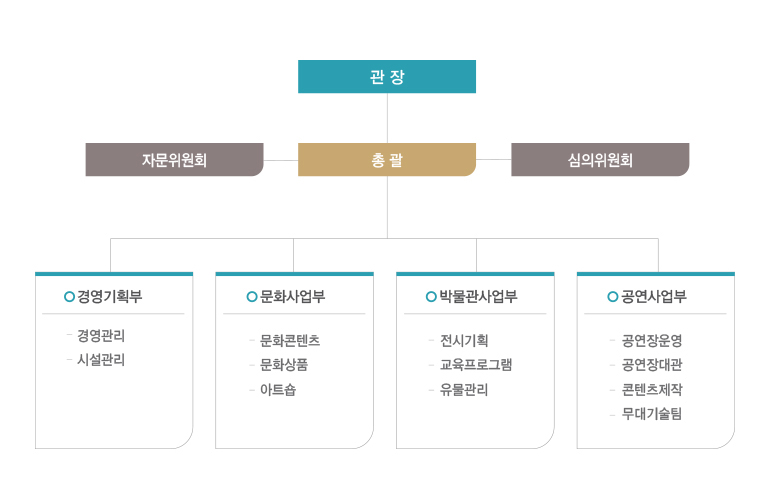 관 장
자문위원회
총 괄
심의위원회
경영기획부
- 경영관리
- 시설관리
문화사업부
- 문화콘텐츠
- 문화상품
- 아트숍
박물관사업부
- 전시기획
- 교육프로그램
- 유물관리
공연사업부
- 공연장운영
- 공연장대관
- 콘텐츠제작
- 무대기술팀